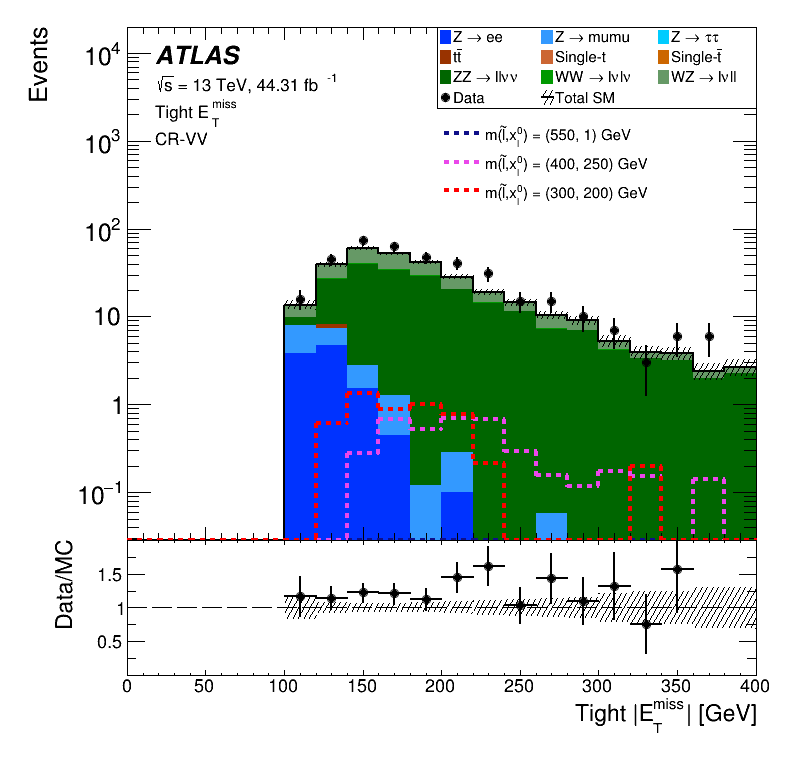 Events
10⁴
10³
10²
10
1
10⁻¹
ATLAS
√s = 13 TeV, 44.31 fb⁻¹
Tight E_T^miss
CR-VV
Z → ee Z → mumu Z → ττ
tt̄ Single-t Single-t̄
ZZ → llνν WW → lνlν WZ → lνll
Data Total SM
m(l̃,x₁⁰) = (550, 1) GeV
m(l̃,x₁⁰) = (400, 250) GeV
m(l̃,x₁⁰) = (300, 200) GeV
Data/MC
1.5
1
0.5
0 50 100 150 200 250 300 350 400
Tight |E_T^miss| [GeV]